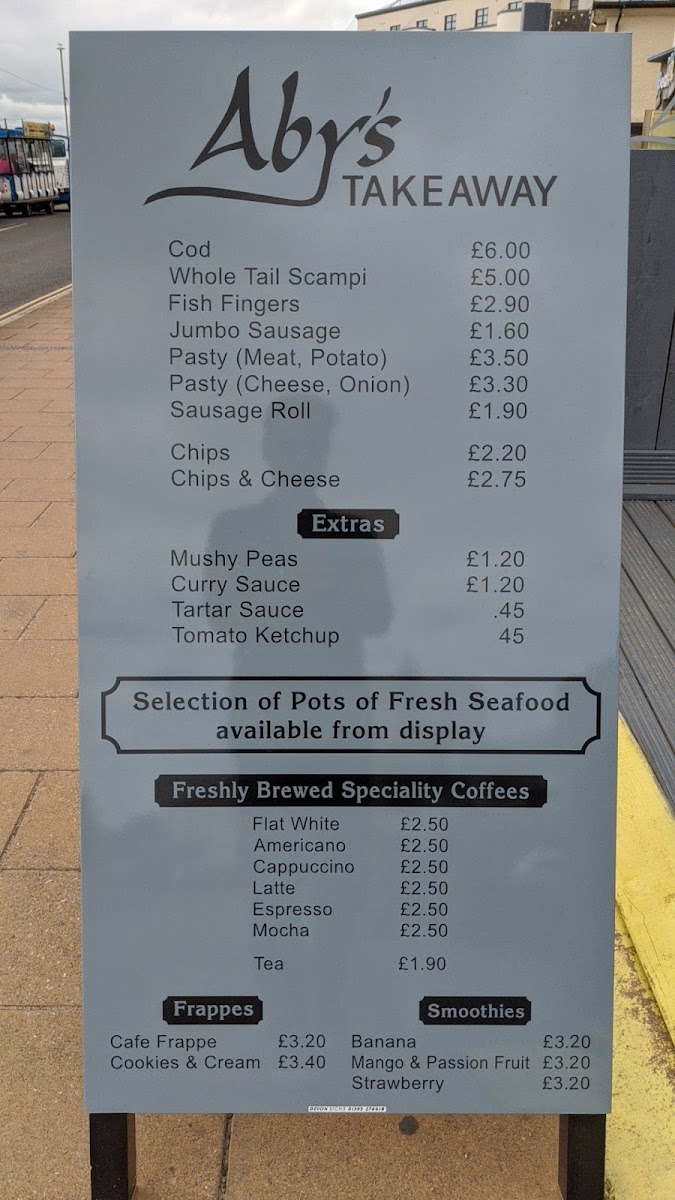 Aby's
TAKEAWAY
Cod £6.00
Whole Tail Scampi £5.00
Fish Fingers £2.90
Jumbo Sausage £1.60
Pasty (Meat, Potato) £3.50
Pasty (Cheese, Onion) £3.30
Sausage Roll £1.90
Chips £2.20
Chips & Cheese £2.75
Extras
Mushy Peas £1.20
Curry Sauce £1.20
Tartar Sauce .45
Tomato Ketchup 45
Selection of Pots of Fresh Seafood
available from display
Freshly Brewed Speciality Coffees
Flat White £2.50
Americano £2.50
Cappuccino £2.50
Latte £2.50
Espresso £2.50
Mocha £2.50
Tea £1.90
Frappes
Cafe Frappe £3.20
Cookies & Cream £3.40
Smoothies
Banana £3.20
Mango & Passion Fruit £3.20
Strawberry £3.20
DEVON SIGNS